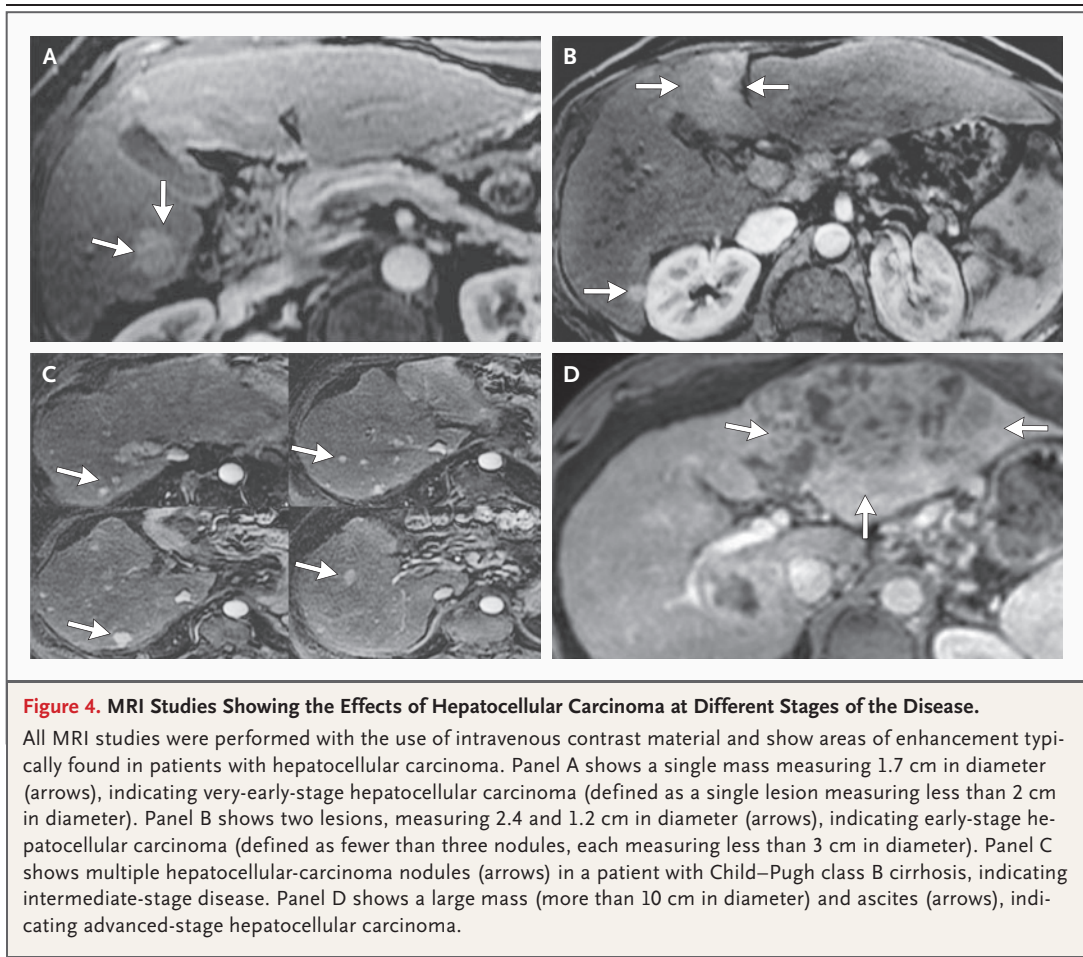 A
B
C
D
Figure 4. MRI Studies Showing the Effects of Hepatocellular Carcinoma at Different Stages of the Disease.
All MRI studies were performed with the use of intravenous contrast material and show areas of enhancement typi-
cally found in patients with hepatocellular carcinoma. Panel A shows a single mass measuring 1.7 cm in diameter
(arrows), indicating very-early-stage hepatocellular carcinoma (defined as a single lesion measuring less than 2 cm
in diameter). Panel B shows two lesions, measuring 2.4 and 1.2 cm in diameter (arrows), indicating early-stage he-
patocellular carcinoma (defined as fewer than three nodules, each measuring less than 3 cm in diameter). Panel C
shows multiple hepatocellular-carcinoma nodules (arrows) in a patient with Child–Pugh class B cirrhosis, indicating
intermediate-stage disease. Panel D shows a large mass (more than 10 cm in diameter) and ascites (arrows), indi-
cating advanced-stage hepatocellular carcinoma.